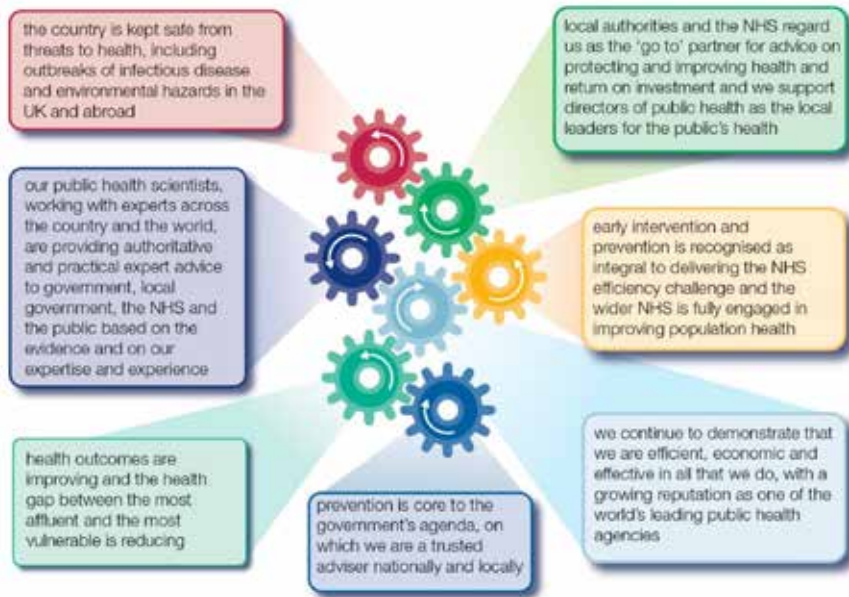 the country is kept safe from
threats to health, including
outbreaks of infectious disease
and environmental hazards in the
UK and abroad
local authorities and the NHS regard
us as the 'go to' partner for advice on
protecting and improving health and
return on investment and we support
directors of public health as the local
leaders for the public's health
our public health scientists,
working with experts across
the country and the world,
are providing authoritative
and practical expert advice
to government, local
government, the NHS and
the public based on the
evidence and on our
expertise and experience
early intervention and
prevention is recognised as
integral to delivering the NHS
efficiency challenge and the
wider NHS is fully engaged in
improving population health
health outcomes are
improving and the health
gap between the most
affluent and the most
vulnerable is reducing
prevention is core to the
government's agenda, on
which we are a trusted
adviser nationally and locally
we continue to demonstrate that
we are efficient, economic and
effective in all that we do, with a
growing reputation as one of the
world's leading public health
agencies